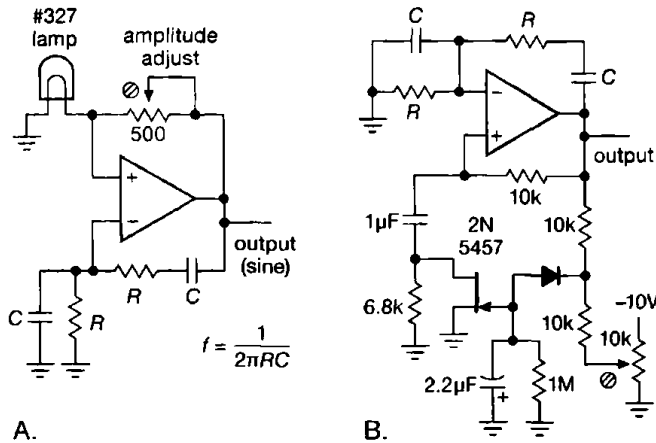 #327
lamp
amplitude
adjust
500
+
−
output
(sine)
R
C
C
R
f = 1 / 2πRC
A.
C
R
R
C
−
+
output
10k
1µF
2N
5457
10k
6.8k
10k
−10V
10k
2.2µF
+
1M
B.